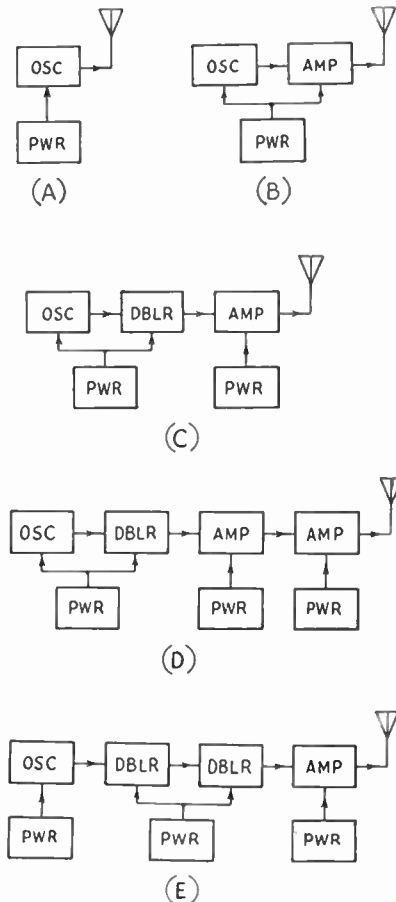 OSC
PWR
(A)
OSC AMP
PWR
(B)
OSC DBLR AMP
PWR PWR
(C)
OSC DBLR AMP AMP
PWR PWR PWR
(D)
OSC DBLR DBLR AMP
PWR PWR PWR
(E)